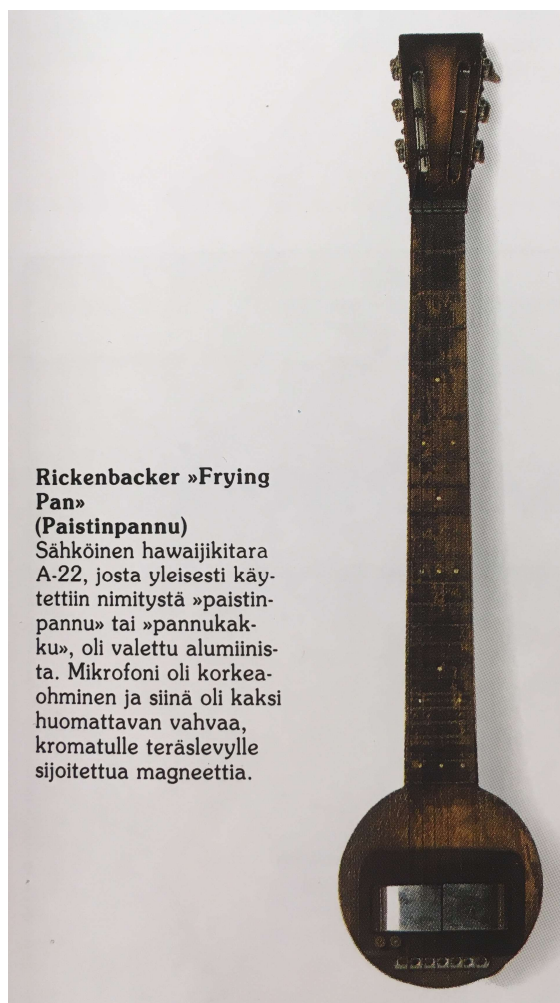 Rickenbacker »Frying
Pan»
(Paistinpannu)
Sähköinen hawaijikitara
A-22, josta yleisesti käy-
tettiin nimitystä »paistin-
pannu» tai »pannukak-
ku», oli valettu alumiinis-
ta. Mikrofoni oli korkea-
ohminen ja siinä oli kaksi
huomattavan vahvaa,
kromatulle teräslevylle
sijoitettua magneettia.